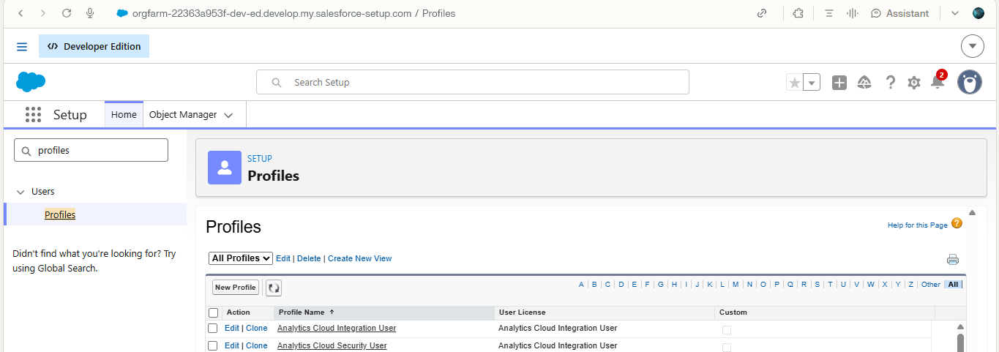 orgfarm-22363a953f-dev-ed.develop.my.salesforce-setup.com / Profiles Assistant
Developer Edition
Search Setup 2
Setup Home Object Manager
profiles
SETUP
Profiles
Users
Profiles
Didn't find what you're looking for? Try
using Global Search.
Profiles
Help for this Page ?
All Profiles Edit | Delete | Create New View
New Profile A | B | C | D | E | F | G | H | I | J | K | L | M | N | O | P | Q | R | S | T | U | V | W | X | Y | Z | Other | All |
Action Profile Name ↑ User License Custom
Edit | Clone Analytics Cloud Integration User Analytics Cloud Integration User
Edit | Clone Analytics Cloud Security User Analytics Cloud Integration User